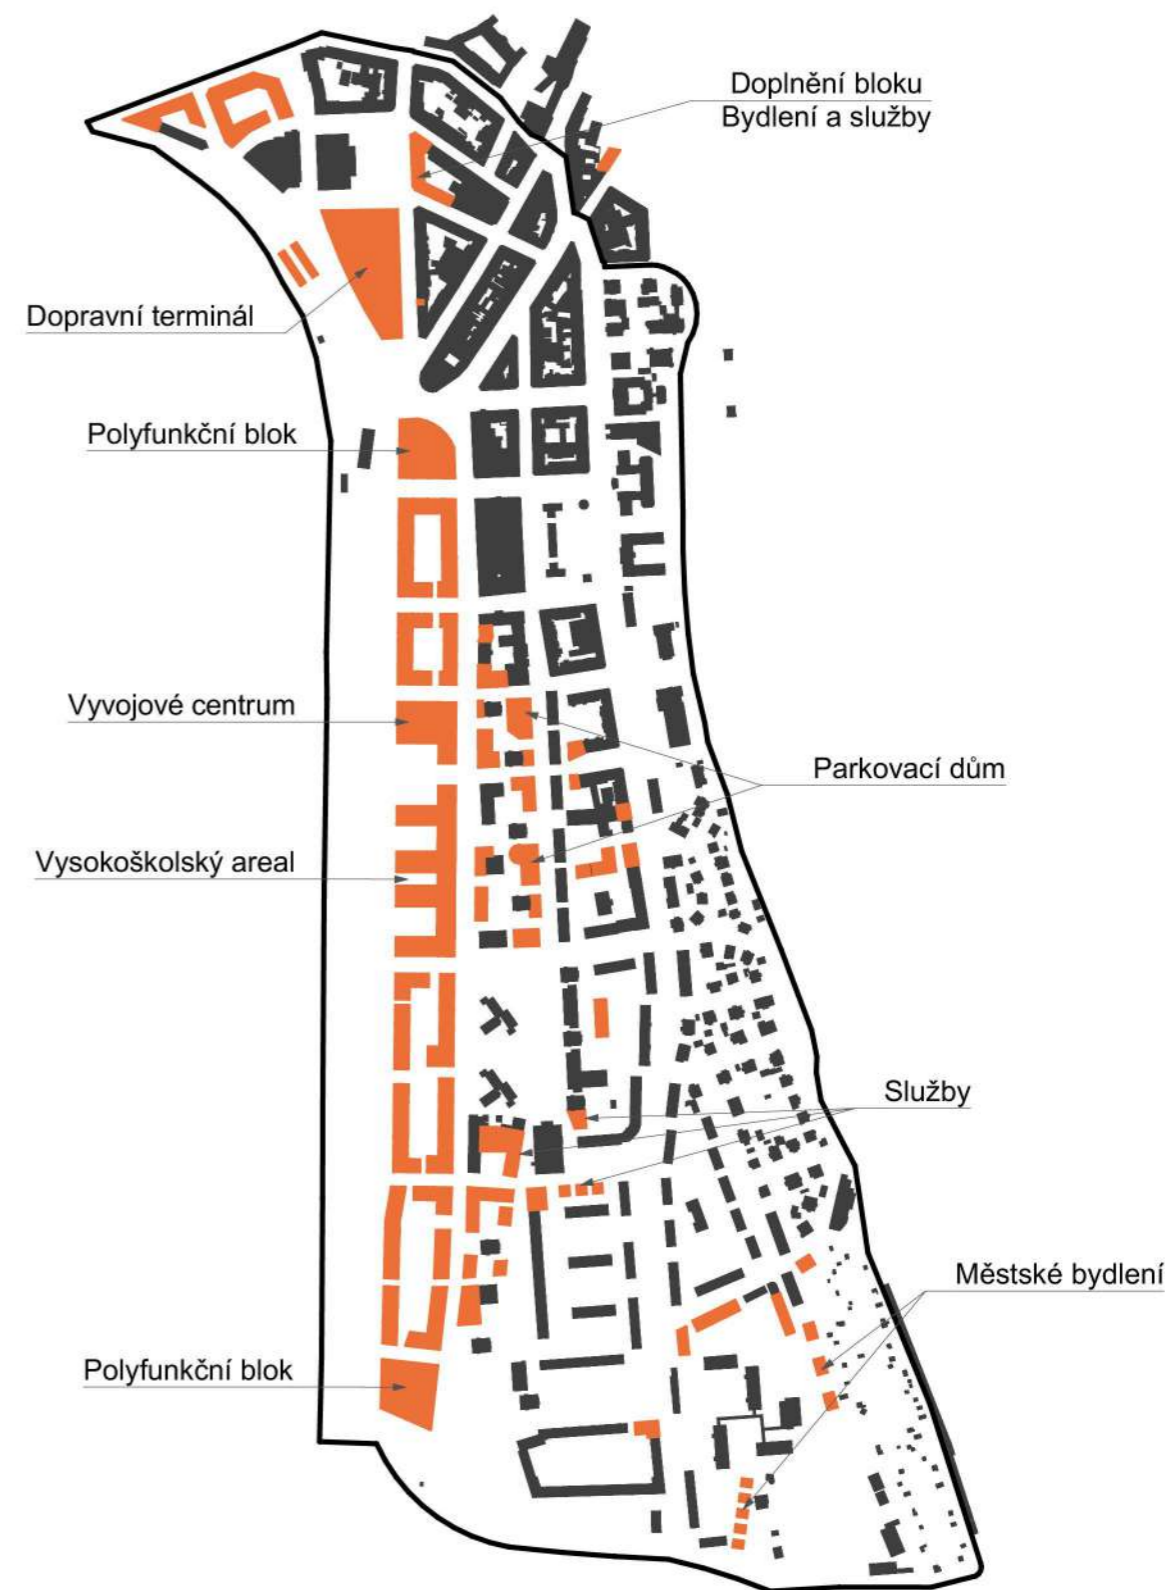 Doplnění bloku
Bydlení a služby
Dopravní terminál
Polyfunkční blok
Vyvojové centrum
Parkovací dům
Vysokoškolský areal
Služby
Městské bydlení
Polyfunkční blok